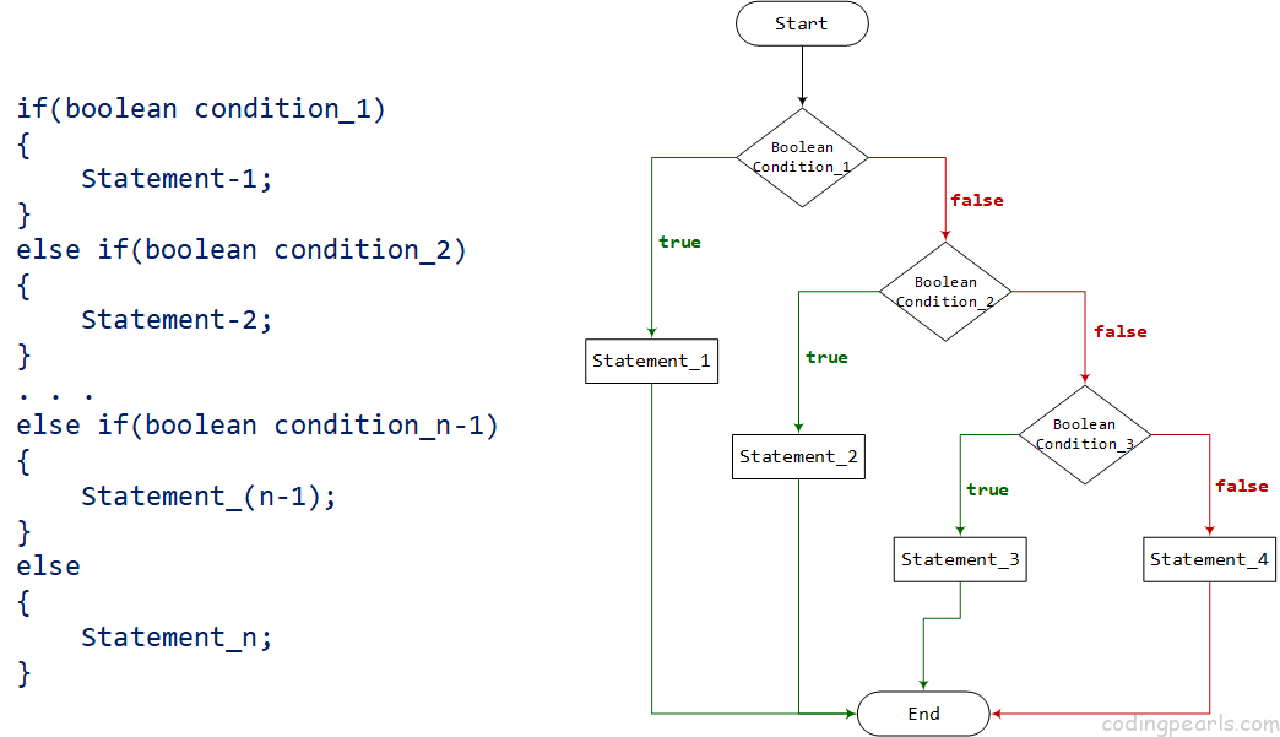 if(boolean condition_1)
{
Statement-1;
}
else if(boolean condition_2)
{
Statement-2;
}
. . .
else if(boolean condition_n-1)
{
Statement_(n-1);
}
else
{
Statement_n;
}
Start
Boolean
Condition_1
false
true
Boolean
Condition_2
false
true
Statement_1
Boolean
Condition_3
Statement_2
true
false
Statement_3
Statement_4
End
codingpearls.com